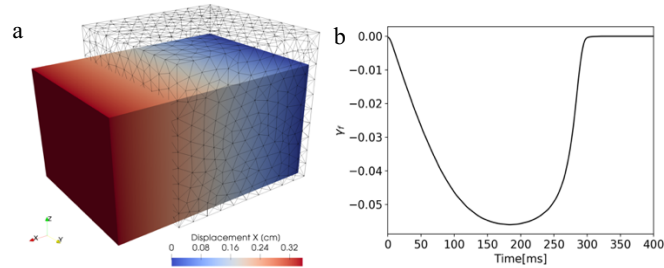 a
Z
X
Y
Displacement X (cm)
0 0.08 0.16 0.24 0.32
b
0.00
−0.01
−0.02
−0.03
−0.04
−0.05
γf
0 50 100 150 200 250 300 350 400
Time[ms]